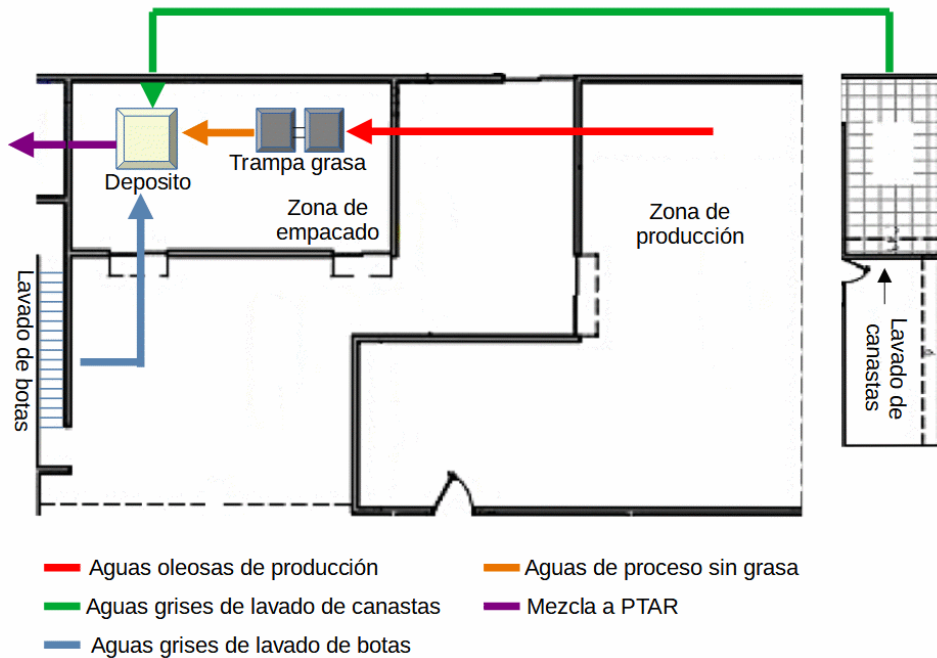 Deposito
Trampa grasa
Zona de
empacado
Zona de
producción
Lavado de botas
Lavado de
canastas
Aguas oleosas de producción
Aguas de proceso sin grasa
Aguas grises de lavado de canastas
Mezcla a PTAR
Aguas grises de lavado de botas